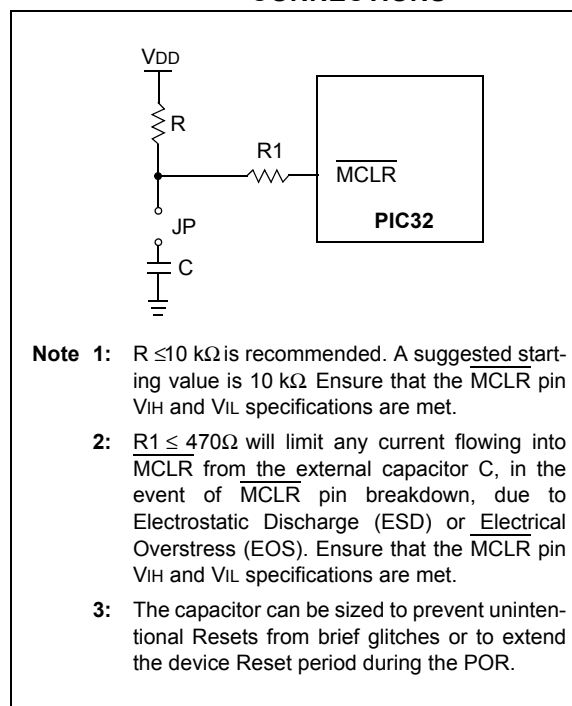 VDD
R
R1
MCLR
PIC32
JP
C
Note 1: R ≤10 kΩ is recommended. A suggested start-
ing value is 10 kΩ. Ensure that the MCLR pin
VIH and VIL specifications are met.
2: R1 ≤ 470Ω will limit any current flowing into
MCLR from the external capacitor C, in the
event of MCLR pin breakdown, due to
Electrostatic Discharge (ESD) or Electrical
Overstress (EOS). Ensure that the MCLR pin
VIH and VIL specifications are met.
3: The capacitor can be sized to prevent uninten-
tional Resets from brief glitches or to extend
the device Reset period during the POR.